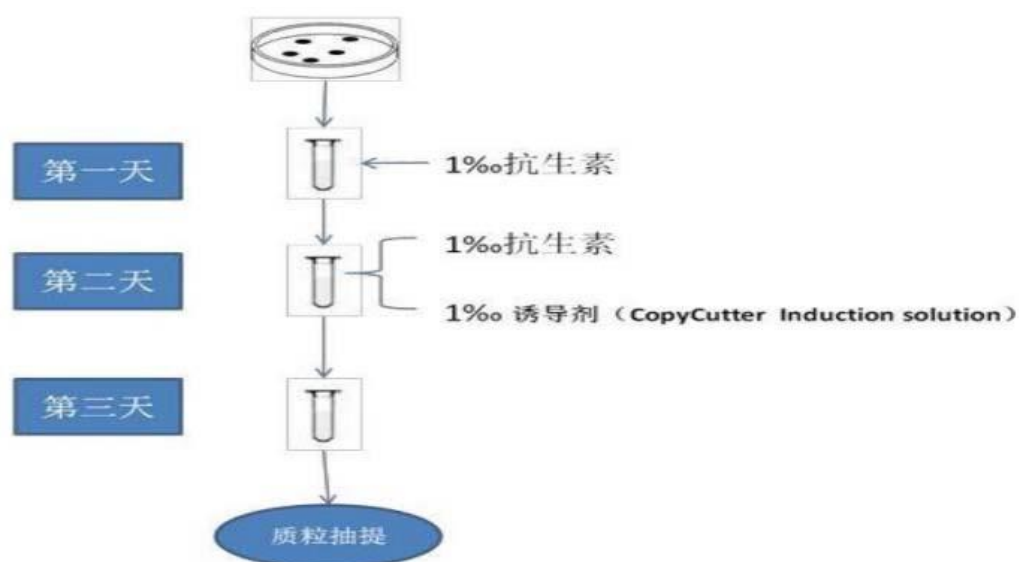 第一天
1‰抗生素
第二天
1‰抗生素
1‰ 诱导剂（CopyCutter Induction solution）
第三天
质粒抽提